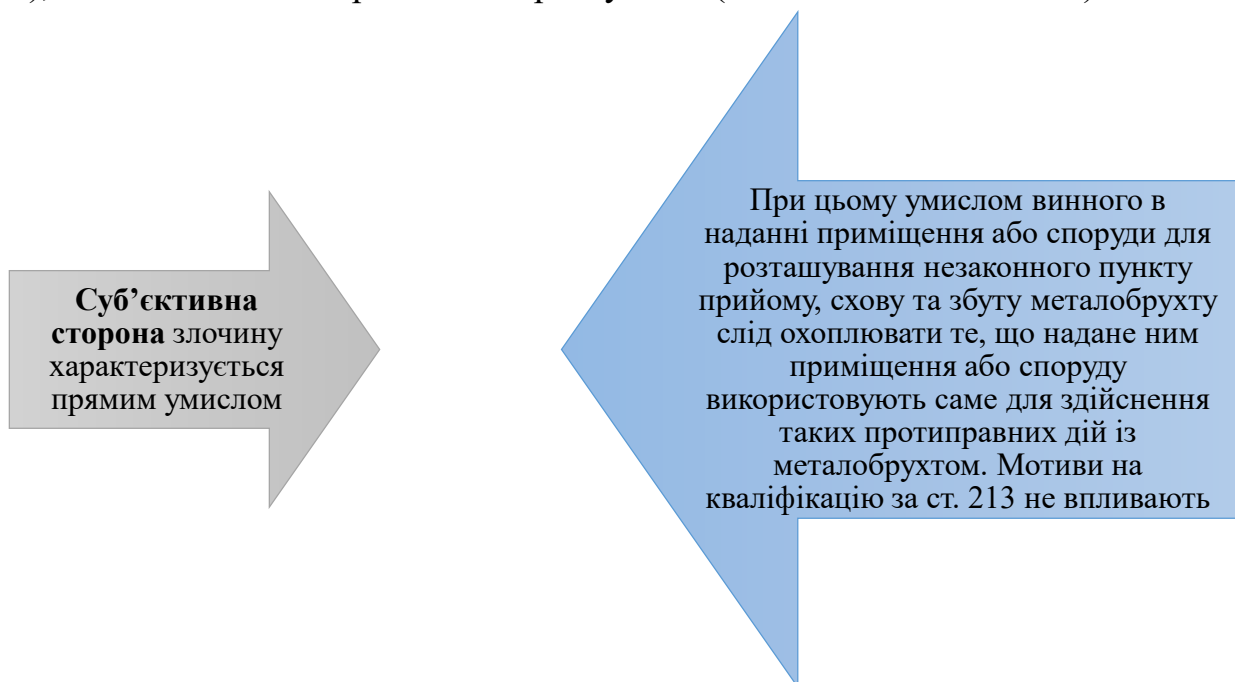 Суб’єктивна
сторона злочину
характеризується
прямим умислом
При цьому умислом винного в
наданні приміщення або споруди для
розташування незаконного пункту
прийому, схову та збуту металобрухту
слід охоплювати те, що надане ним
приміщення або споруду
використовують саме для здійснення
таких протиправних дій із
металобрухтом. Мотиви на
кваліфікацію за ст. 213 не впливають